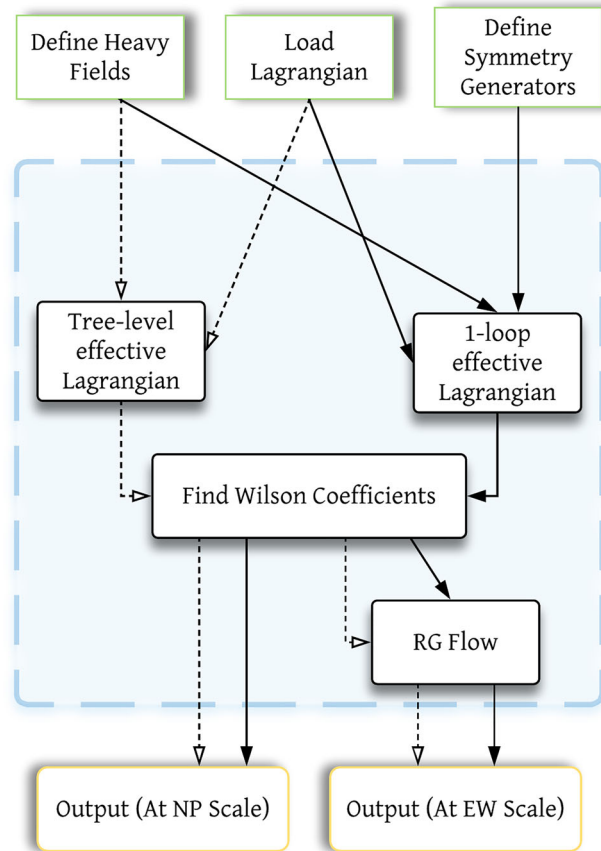 Define Heavy
Fields
Load
Lagrangian
Define
Symmetry
Generators
Tree-level
effective
Lagrangian
1-loop
effective
Lagrangian
Find Wilson Coefficients
RG Flow
Output (At NP Scale)
Output (At EW Scale)